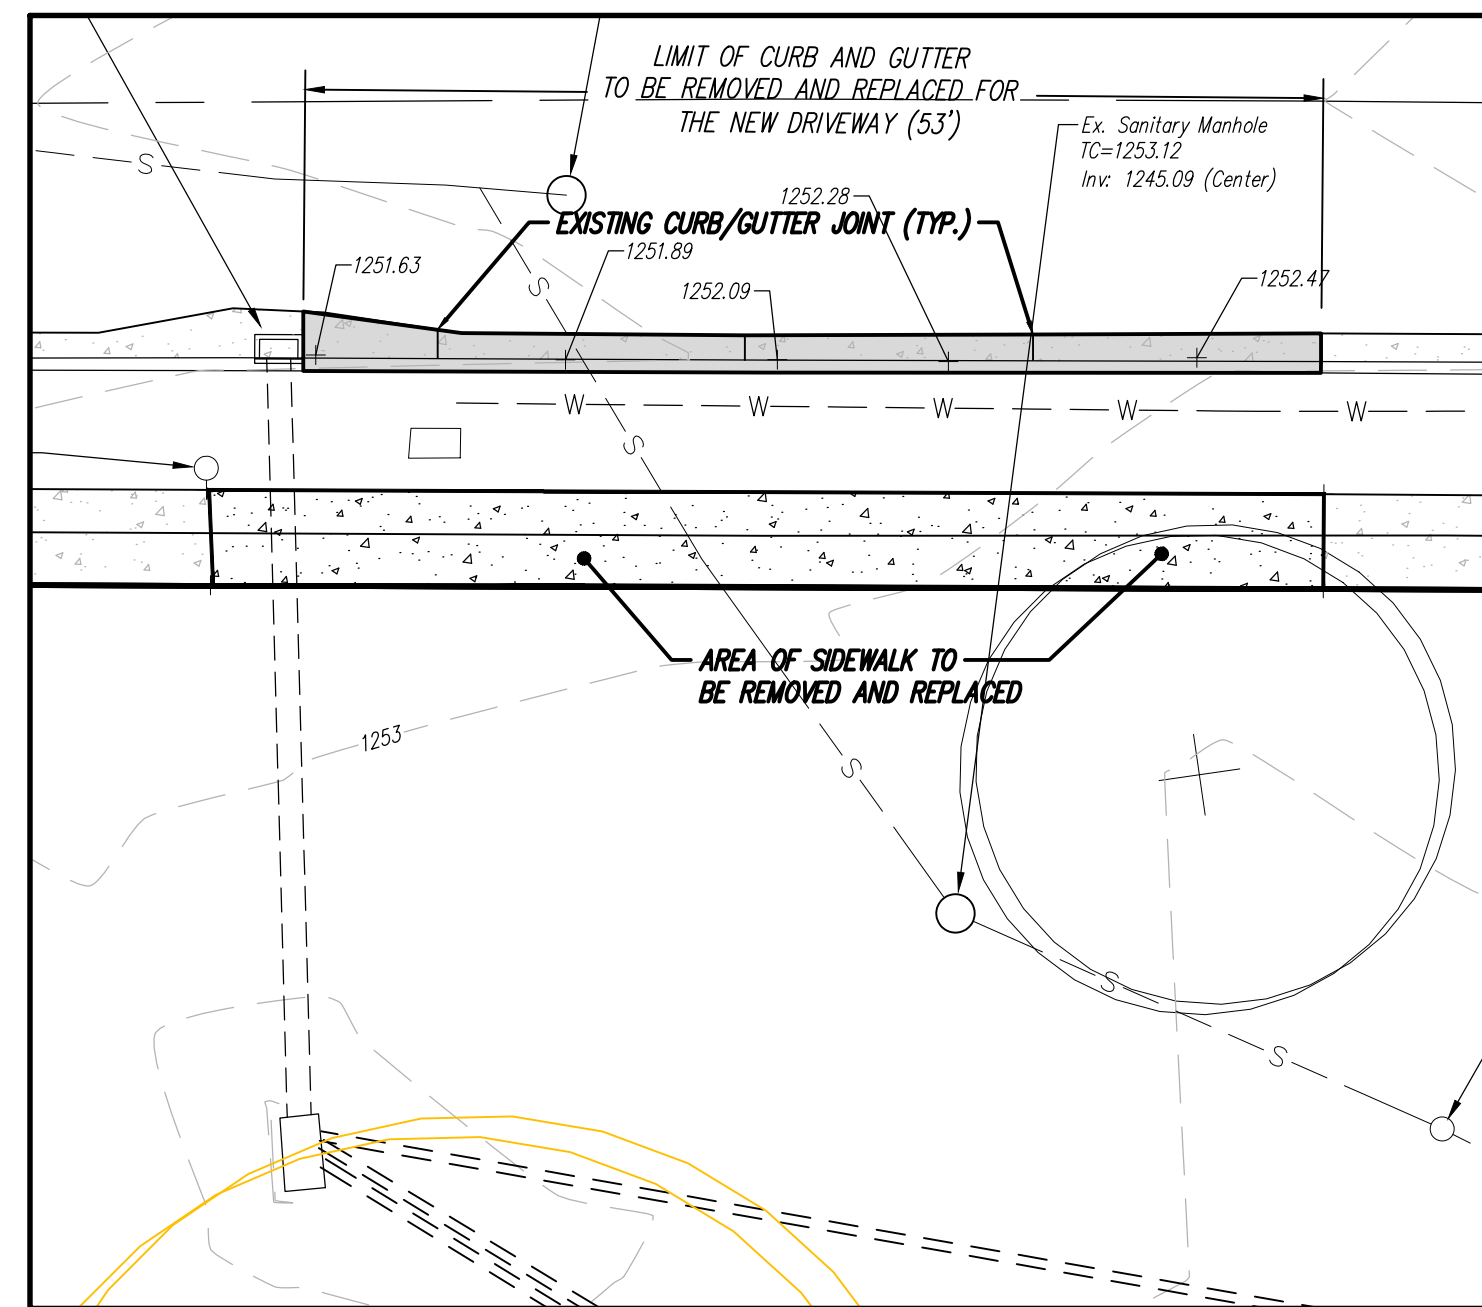 LIMIT OF CURB AND GUTTER
TO BE REMOVED AND REPLACED FOR
THE NEW DRIVEWAY (53')
Ex. Sanitary Manhole
TC=1253.12
Inv: 1245.09 (Center)
S
1252.28
EXISTING CURB/GUTTER JOINT (TYP.)
1251.89
1251.63
1252.09
1252.47
S
W
W
W
W
W
S
AREA OF SIDEWALK TO
BE REMOVED AND REPLACED
1253
S
S
S